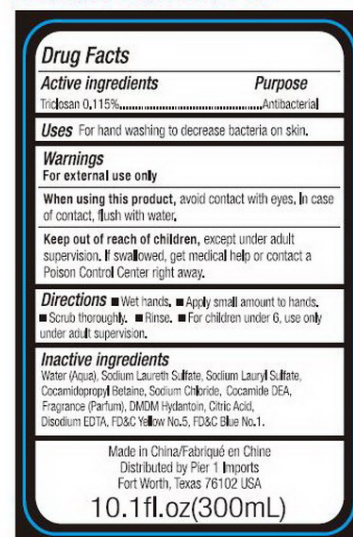 Drug Facts
Active ingredients Purpose
Triclosan 0.115%..............................Antibacterial
Uses For hand washing to decrease bacteria on skin.
Warnings
For external use only
When using this product, avoid contact with eyes, In case
of contact, flush with water.
Keep out of reach of children, except under adult
supervision. If swallowed, get medical help or contact a
Poison Control Center right away.
Directions ■ Wet hands. ■ Apply small amount to hands.
■ Scrub thoroughly. ■ Rinse. ■ For children under 6, use only
under adult supervision.
Inactive ingredients
Water (Aqua), Sodium Laureth Sulfate, Sodium Lauryl Sulfate,
Cocamidopropyl Betaine, Sodium Chloride, Cocamide DEA,
Fragrance (Parfum), DMDM Hydantoin, Citric Acid,
Disodium EDTA, FD&C Yellow No.5, FD&C Blue No.1.
Made in China/Fabriqué en Chine
Distributed by Pier 1 Imports
Fort Worth, Texas 76102 USA
10.1fl.oz(300mL)